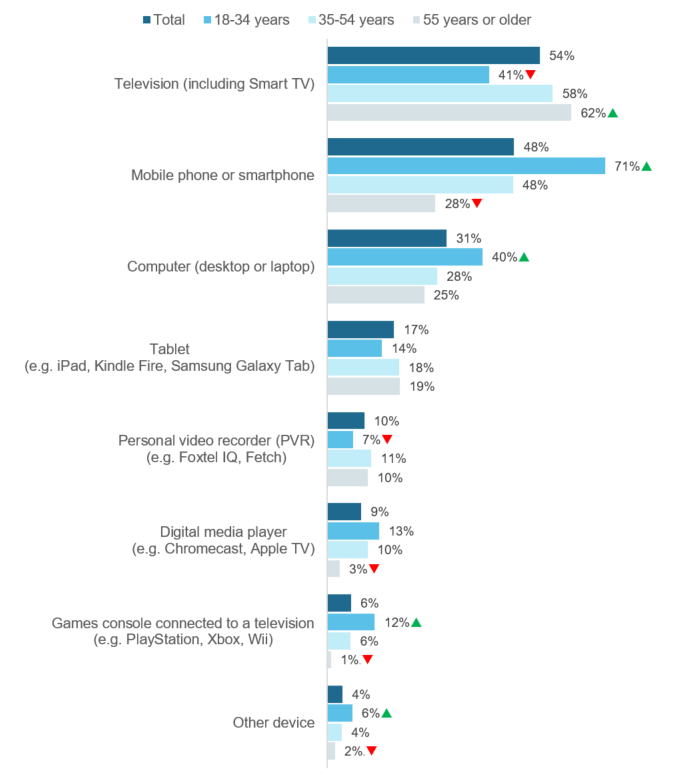 Total 18-34 years 35-54 years 55 years or older
Television (including Smart TV)
54%
41%
58%
62%
Mobile phone or smartphone
48%
71%
48%
28%
Computer (desktop or laptop)
31%
40%
28%
25%
Tablet
(e.g. iPad, Kindle Fire, Samsung Galaxy Tab)
17%
14%
18%
19%
Personal video recorder (PVR)
(e.g. Foxtel IQ, Fetch)
10%
7%
11%
10%
Digital media player
(e.g. Chromecast, Apple TV)
9%
13%
10%
3%
Games console connected to a television
(e.g. PlayStation, Xbox, Wii)
6%
12%
6%
1%.
Other device
4%
6%
4%
2%.